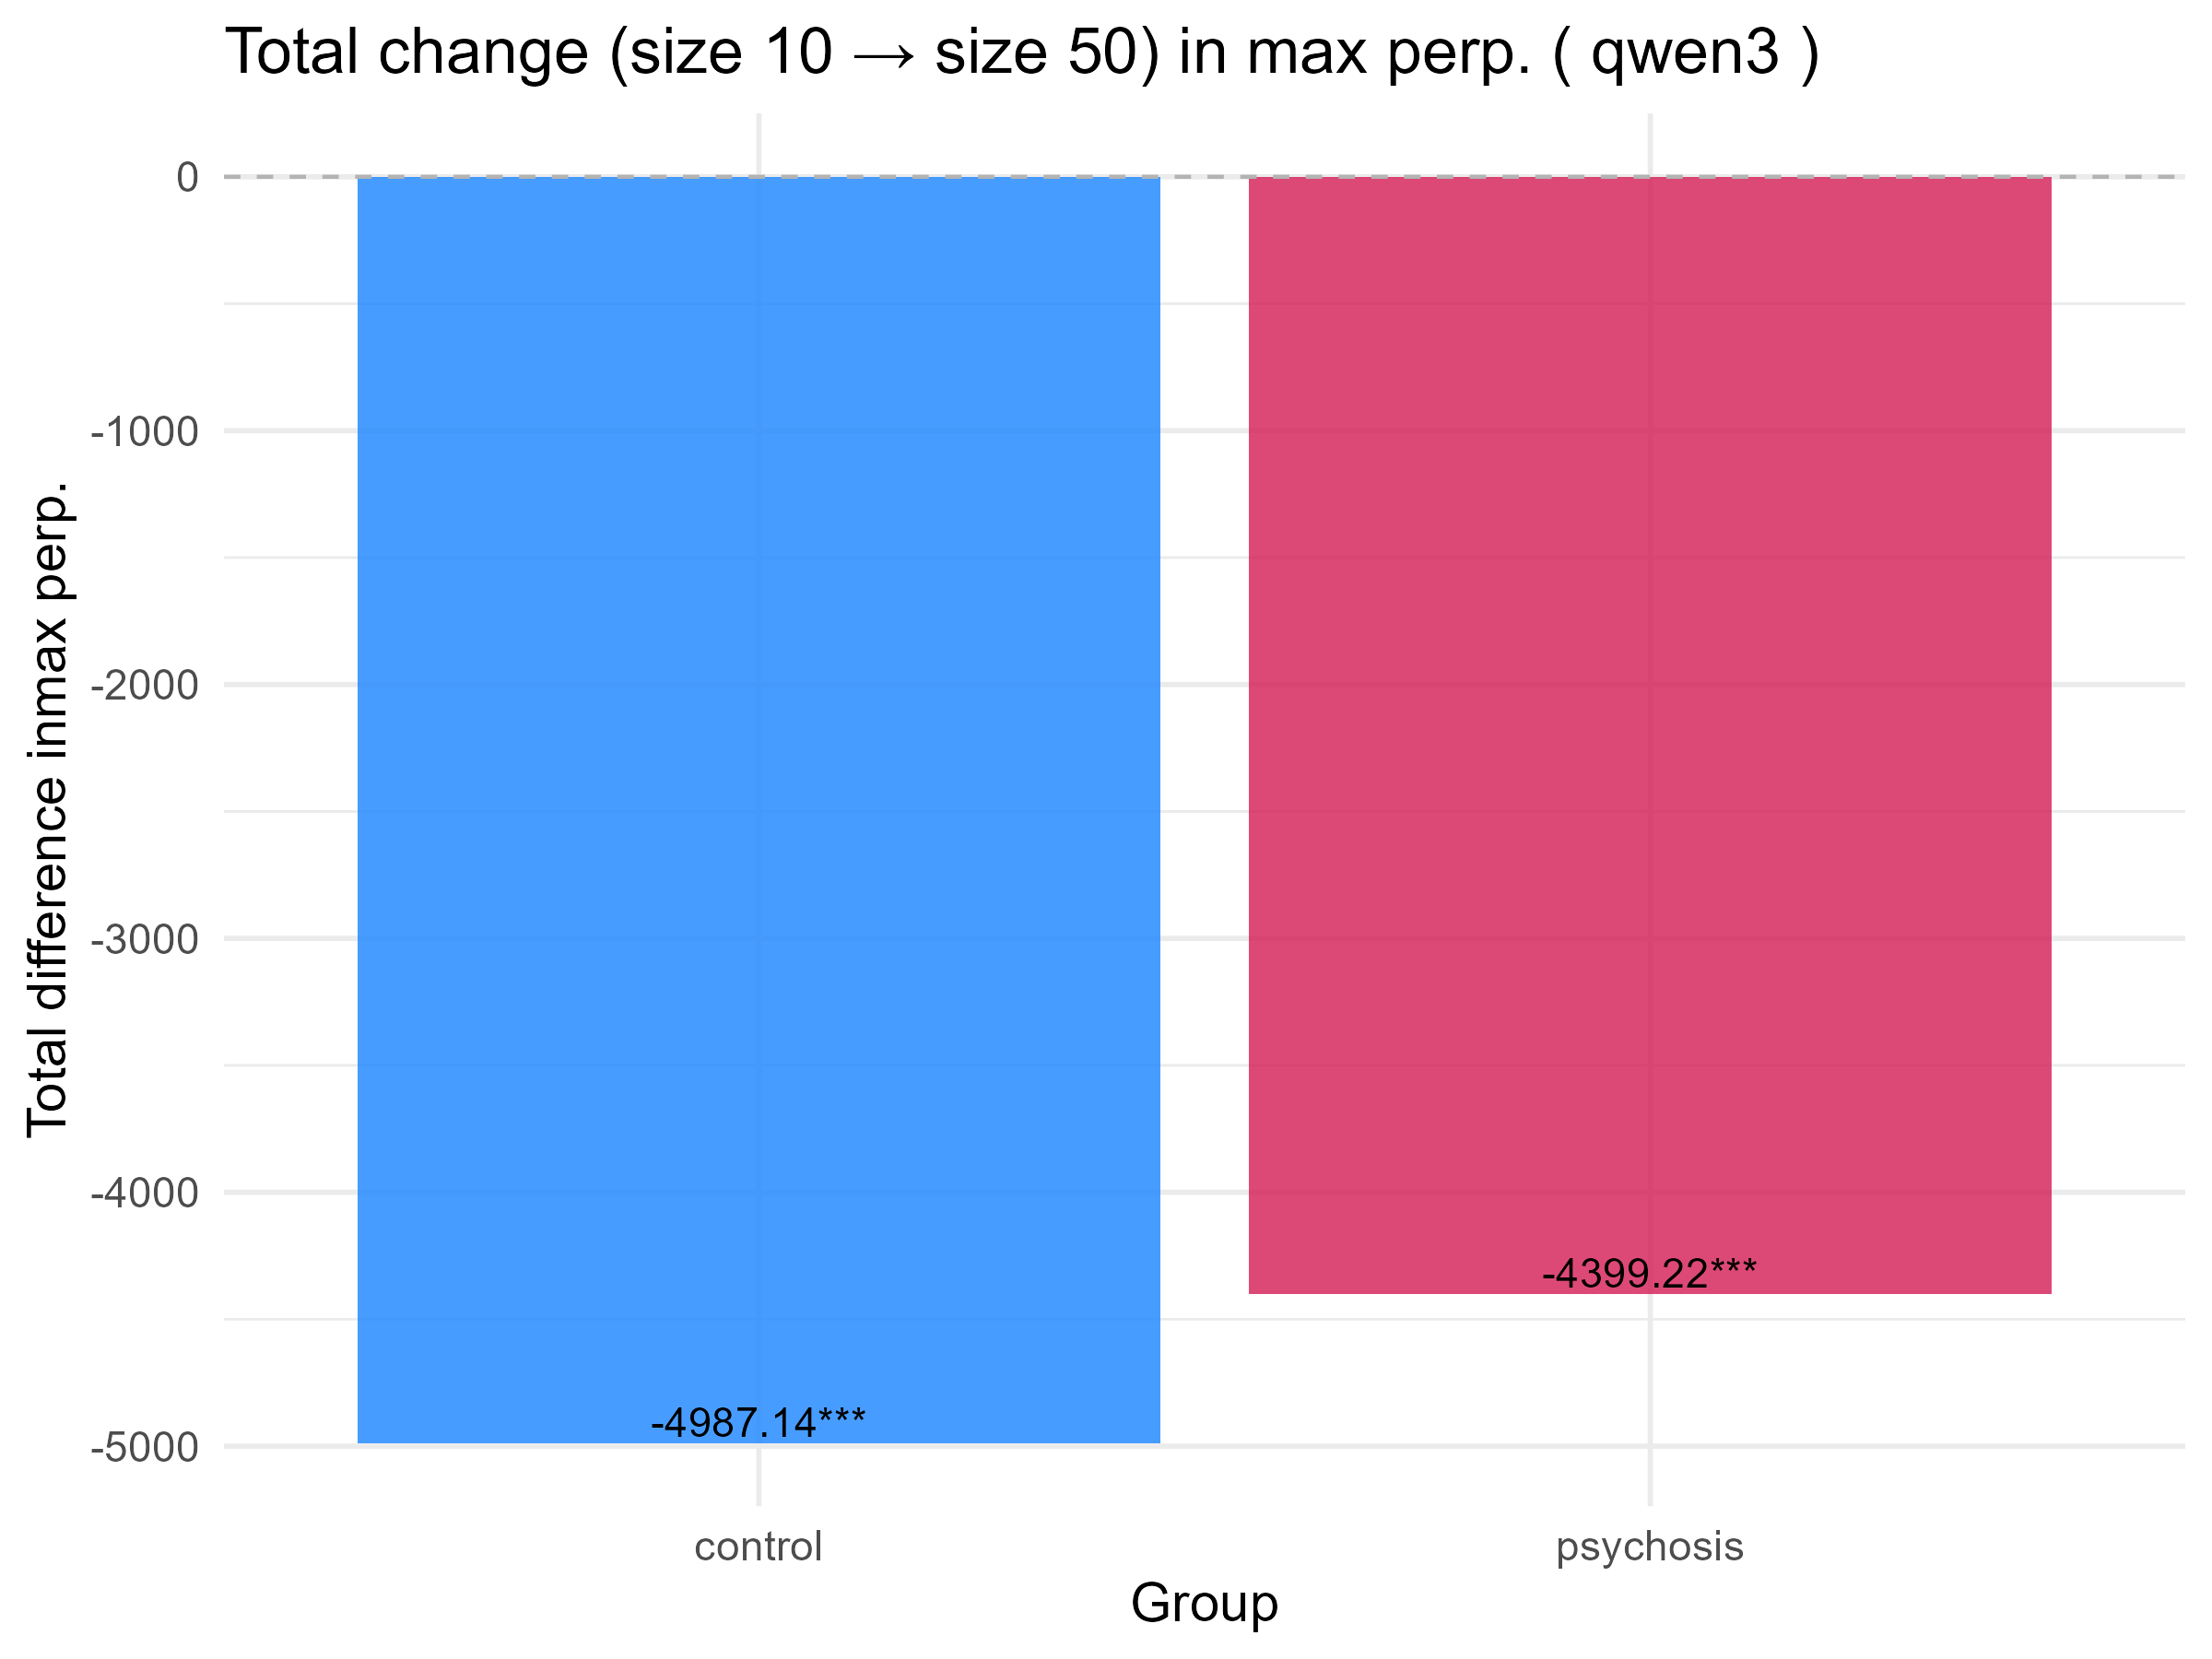 Total change (size 10 → size 50) in max perp. ( qwen3 )
Total difference inmax perp.
0
-1000
-2000
-3000
-4000
-5000
-4399.22***
-4987.14***
control
psychosis
Group